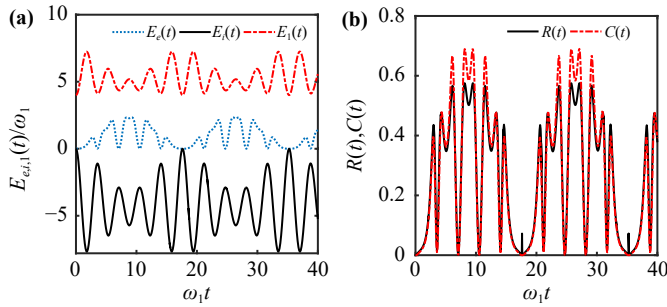 (a)
E_e(t) E_i(t) E_1(t)
10
5
0
−5
E_{e,i,1}(t)/ω_1
0 10 20 30 40
ω_1t
(b)
R(t) C(t)
0.8
0.6
0.4
0.2
0
R(t),C(t)
0 10 20 30 40
ω_1t